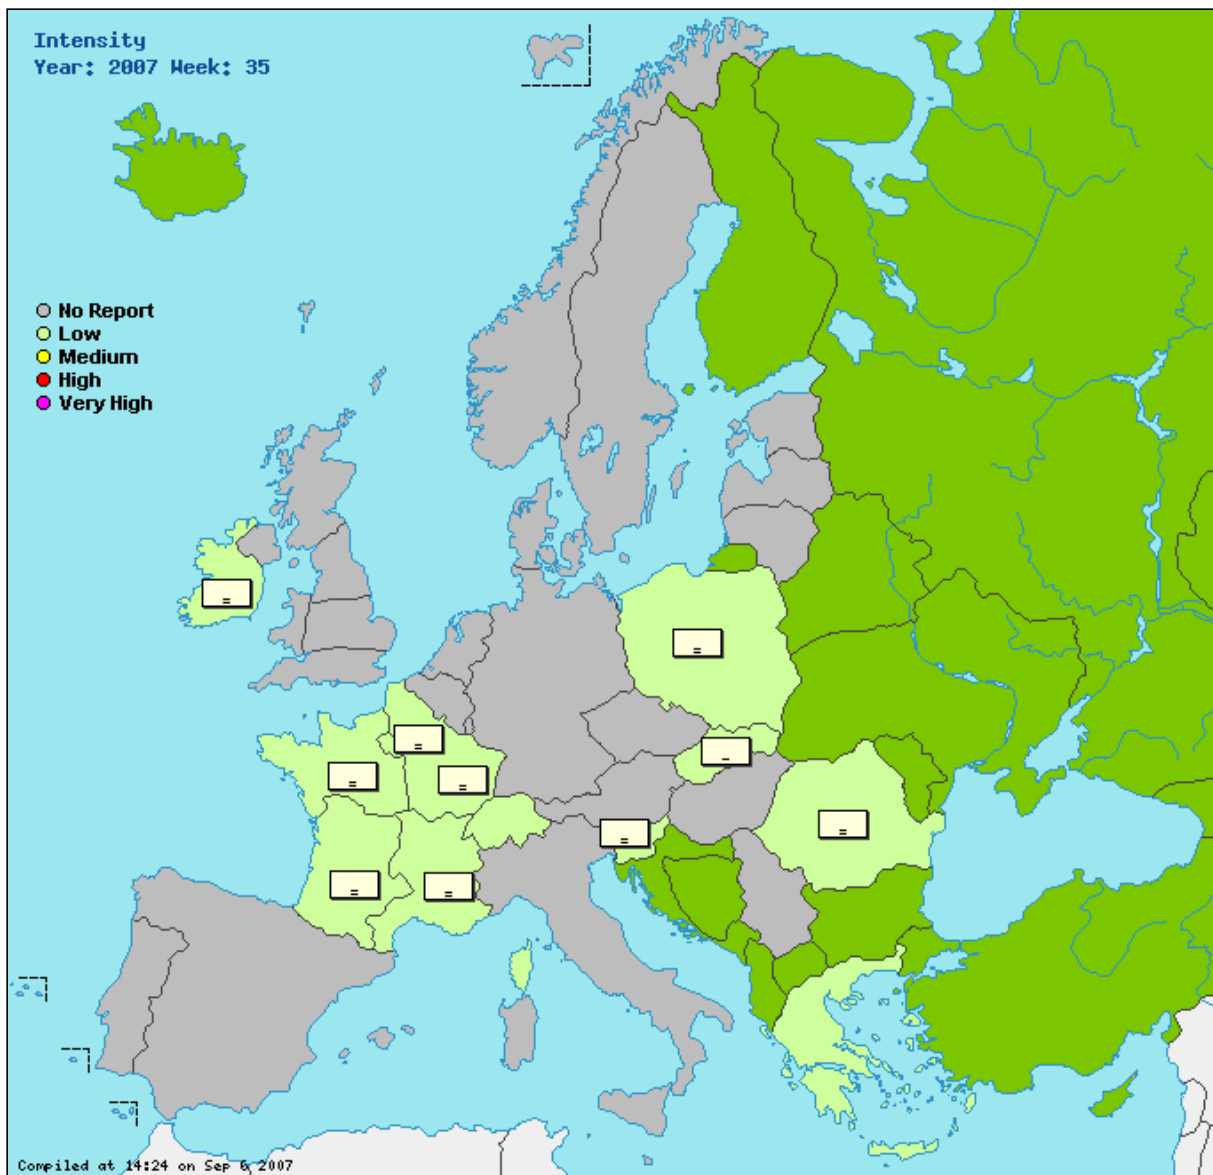 Intensity
Year: 2007 Week: 35
No Report
Low
Medium
High
Very High
=
=
=
–
=
=
=
=
=
=
Compiled at 14:24 on Sep 6 2007